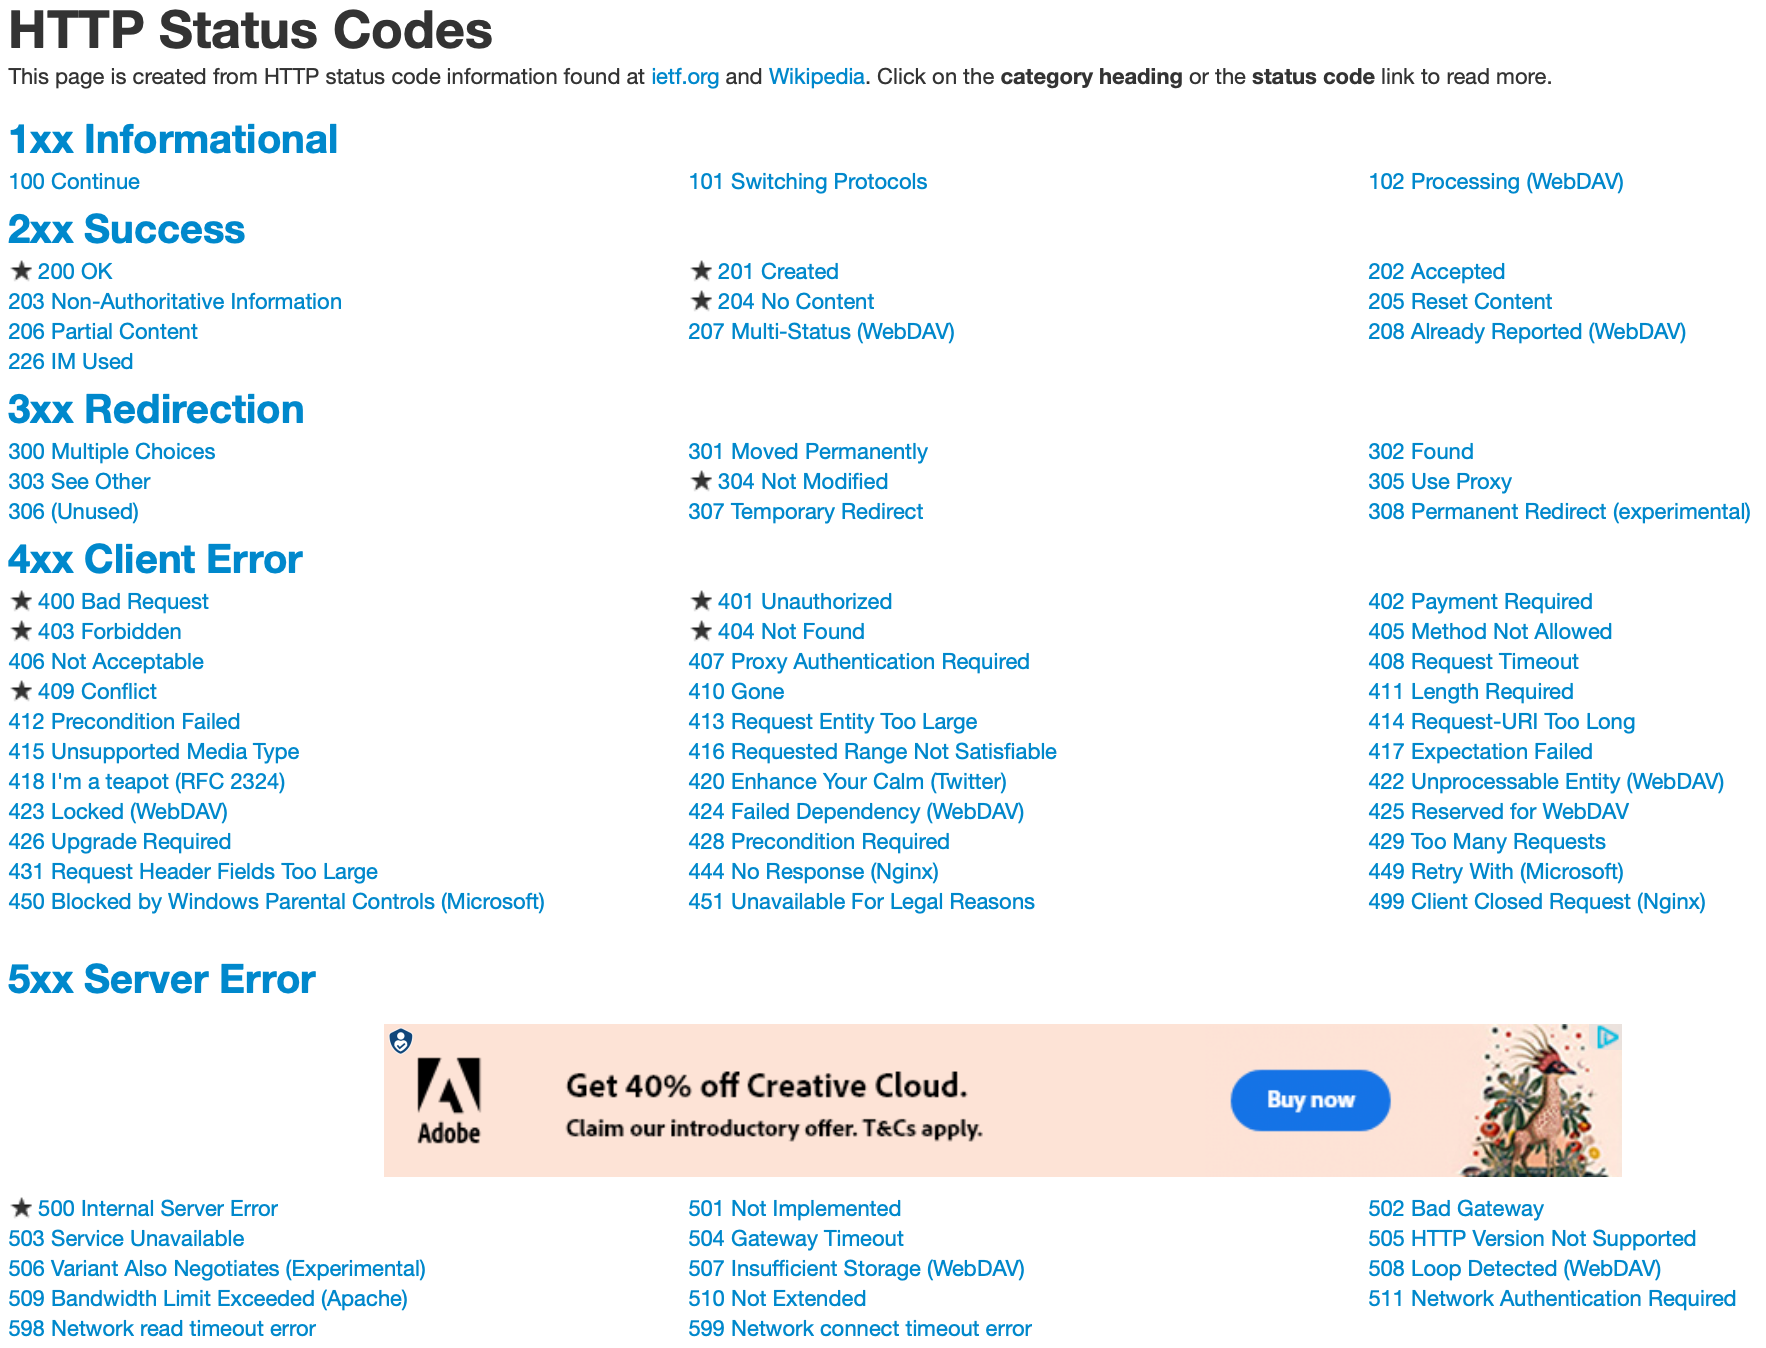 HTTP Status Codes
This page is created from HTTP status code information found at ietf.org and Wikipedia. Click on the category heading or the status code link to read more.
1xx Informational
100 Continue 101 Switching Protocols 102 Processing (WebDAV)
2xx Success
★ 200 OK ★ 201 Created 202 Accepted
203 Non-Authoritative Information ★ 204 No Content 205 Reset Content
206 Partial Content 207 Multi-Status (WebDAV) 208 Already Reported (WebDAV)
226 IM Used
3xx Redirection
300 Multiple Choices 301 Moved Permanently 302 Found
303 See Other ★ 304 Not Modified 305 Use Proxy
306 (Unused) 307 Temporary Redirect 308 Permanent Redirect (experimental)
4xx Client Error
★ 400 Bad Request ★ 401 Unauthorized 402 Payment Required
★ 403 Forbidden ★ 404 Not Found 405 Method Not Allowed
406 Not Acceptable 407 Proxy Authentication Required 408 Request Timeout
★ 409 Conflict 410 Gone 411 Length Required
412 Precondition Failed 413 Request Entity Too Large 414 Request-URI Too Long
415 Unsupported Media Type 416 Requested Range Not Satisfiable 417 Expectation Failed
418 I'm a teapot (RFC 2324) 420 Enhance Your Calm (Twitter) 422 Unprocessable Entity (WebDAV)
423 Locked (WebDAV) 424 Failed Dependency (WebDAV) 425 Reserved for WebDAV
426 Upgrade Required 428 Precondition Required 429 Too Many Requests
431 Request Header Fields Too Large 444 No Response (Nginx) 449 Retry With (Microsoft)
450 Blocked by Windows Parental Controls (Microsoft) 451 Unavailable For Legal Reasons 499 Client Closed Request (Nginx)
5xx Server Error
Adobe
Get 40% off Creative Cloud.
Claim our introductory offer. T&Cs apply.
Buy now
★ 500 Internal Server Error 501 Not Implemented 502 Bad Gateway
503 Service Unavailable 504 Gateway Timeout 505 HTTP Version Not Supported
506 Variant Also Negotiates (Experimental) 507 Insufficient Storage (WebDAV) 508 Loop Detected (WebDAV)
509 Bandwidth Limit Exceeded (Apache) 510 Not Extended 511 Network Authentication Required
598 Network read timeout error 599 Network connect timeout error